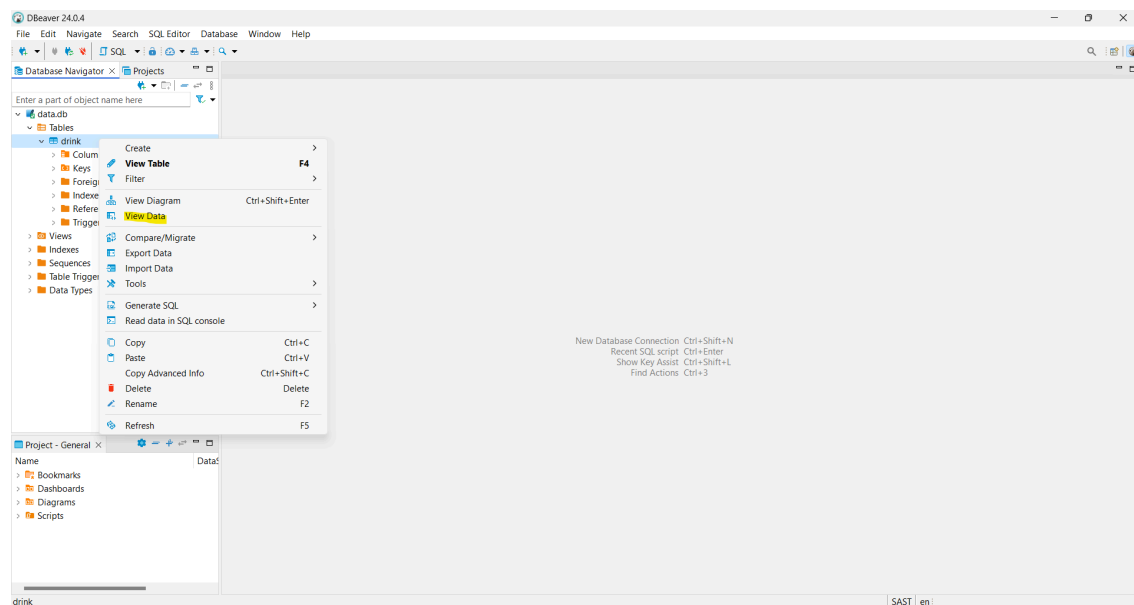 DBeaver 24.0.4
File Edit Navigate Search SQL Editor Database Window Help
SQL
Database Navigator Projects
Enter a part of object name here
data.db
Tables
drink
Colum
Keys
Foreig
Indexe
Refere
Trigge
Views
Indexes
Sequences
Table Trigger
Data Types
Create
View Table F4
Filter
View Diagram Ctrl+Shift+Enter
View Data
Compare/Migrate
Export Data
Import Data
Tools
Generate SQL
Read data in SQL console
Copy Ctrl+C
Paste Ctrl+V
Copy Advanced Info Ctrl+Shift+C
Delete Delete
Rename F2
Refresh F5
New Database Connection Ctrl+Shift+N
Recent SQL script Ctrl+Enter
Show Key Assist Ctrl+Shift+L
Find Actions Ctrl+3
Project - General
Name DataS
Bookmarks
Dashboards
Diagrams
Scripts
drink SAST en